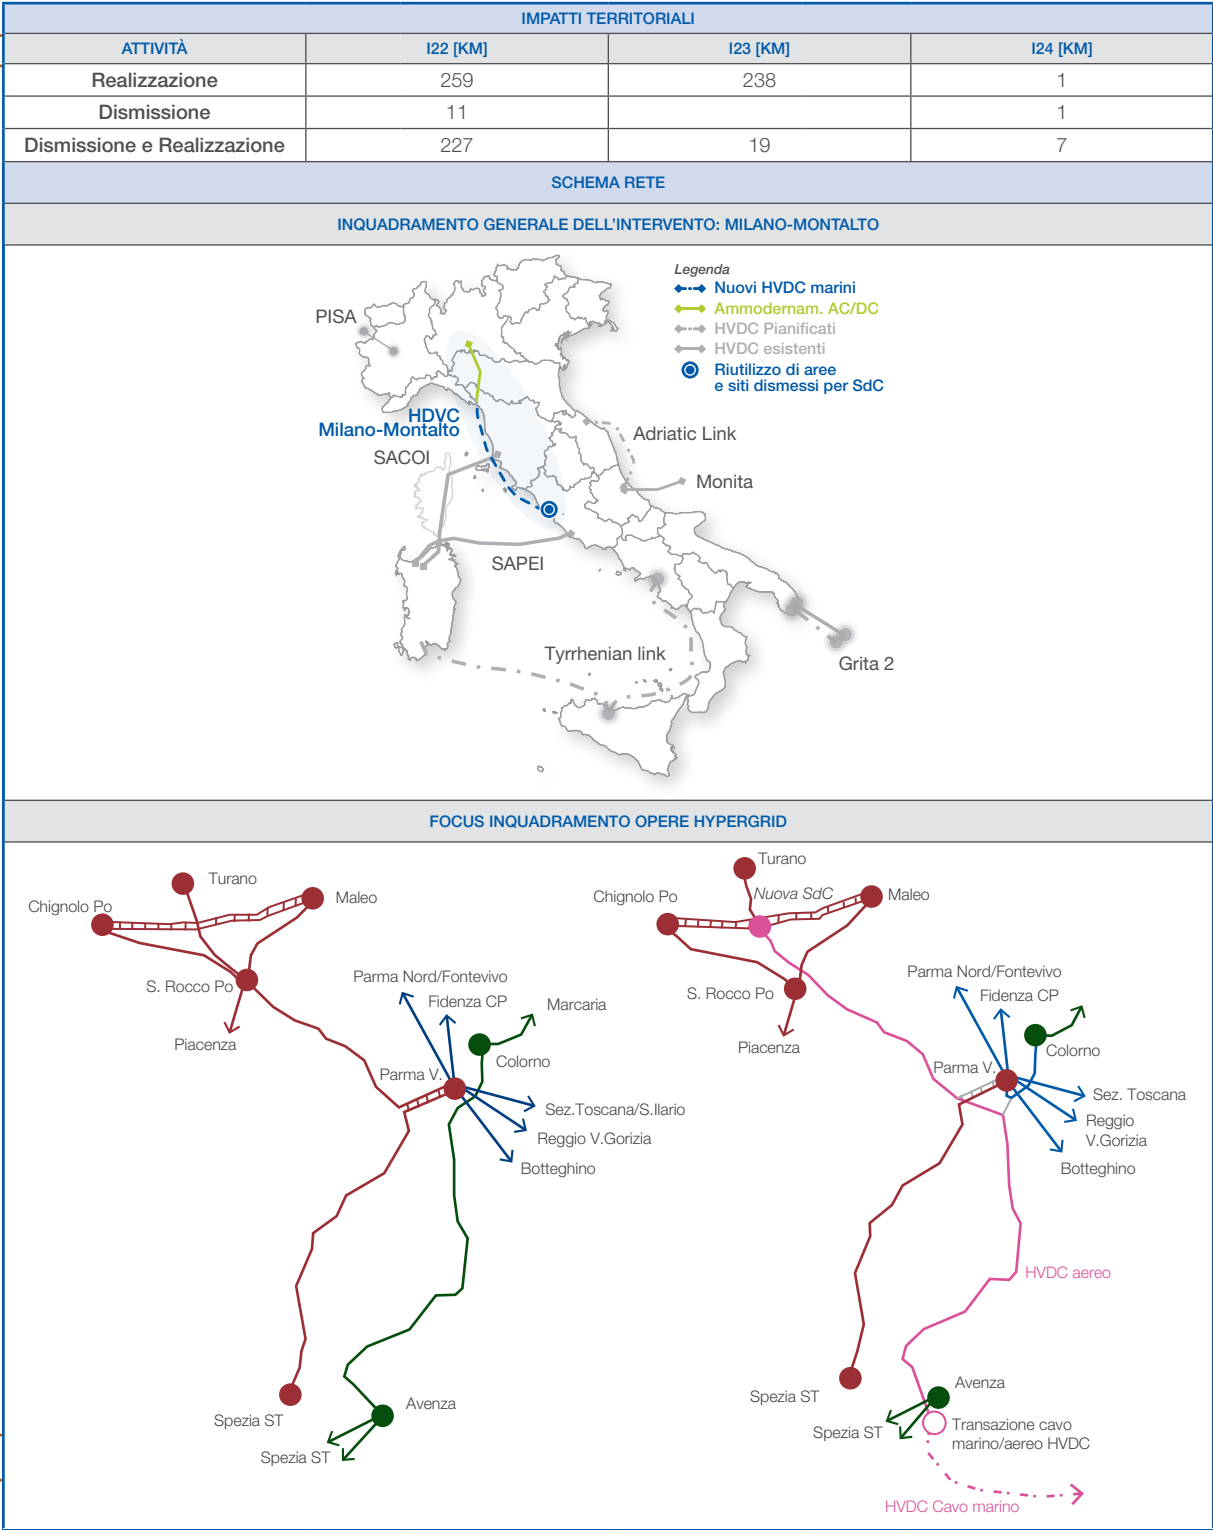 IMPATTI TERRITORIALI
ATTIVITÀ I22 [KM] I23 [KM] I24 [KM]
Realizzazione 259 238 1
Dismissione 11 1
Dismissione e Realizzazione 227 19 7
SCHEMA RETE
INQUADRAMENTO GENERALE DELL'INTERVENTO: MILANO-MONTALTO
Legenda
Nuovi HVDC marini
Ammodernam. AC/DC
HVDC Pianificati
HVDC esistenti
Riutilizzo di aree
e siti dismessi per SdC
PISA
HDVC
Milano-Montalto
SACOI
Adriatic Link
Monita
SAPEI
Tyrrhenian link
Grita 2
FOCUS INQUADRAMENTO OPERE HYPERGRID
Turano
Chignolo Po
Maleo
S. Rocco Po
Piacenza
Parma Nord/Fontevivo
Fidenza CP
Marcaria
Colorno
Parma V.
Sez.Toscana/S.Ilario
Reggio V.Gorizia
Botteghino
Spezia ST
Avenza
Spezia ST
Turano
Nuova SdC
Chignolo Po
Maleo
S. Rocco Po
Piacenza
Parma Nord/Fontevivo
Fidenza CP
Colorno
Parma V.
Sez. Toscana
Reggio
V.Gorizia
Botteghino
HVDC aereo
Spezia ST
Avenza
Spezia ST
Transazione cavo
marino/aereo HVDC
HVDC Cavo marino